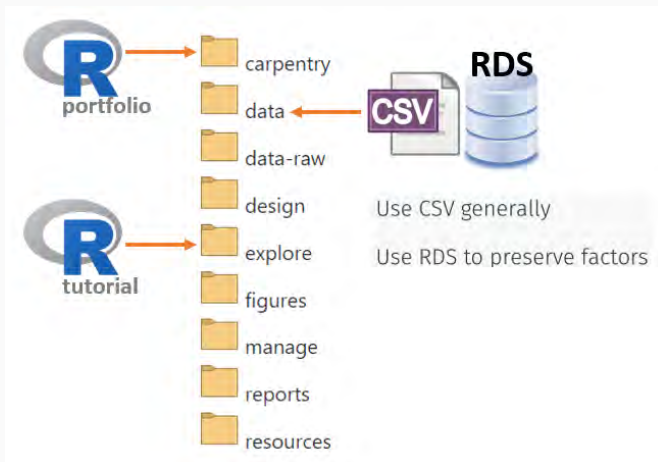 R
portfolio
carpentry
data
data-raw
design
R
tutorial
explore
figures
manage
reports
resources
CSV
RDS
Use CSV generally
Use RDS to preserve factors